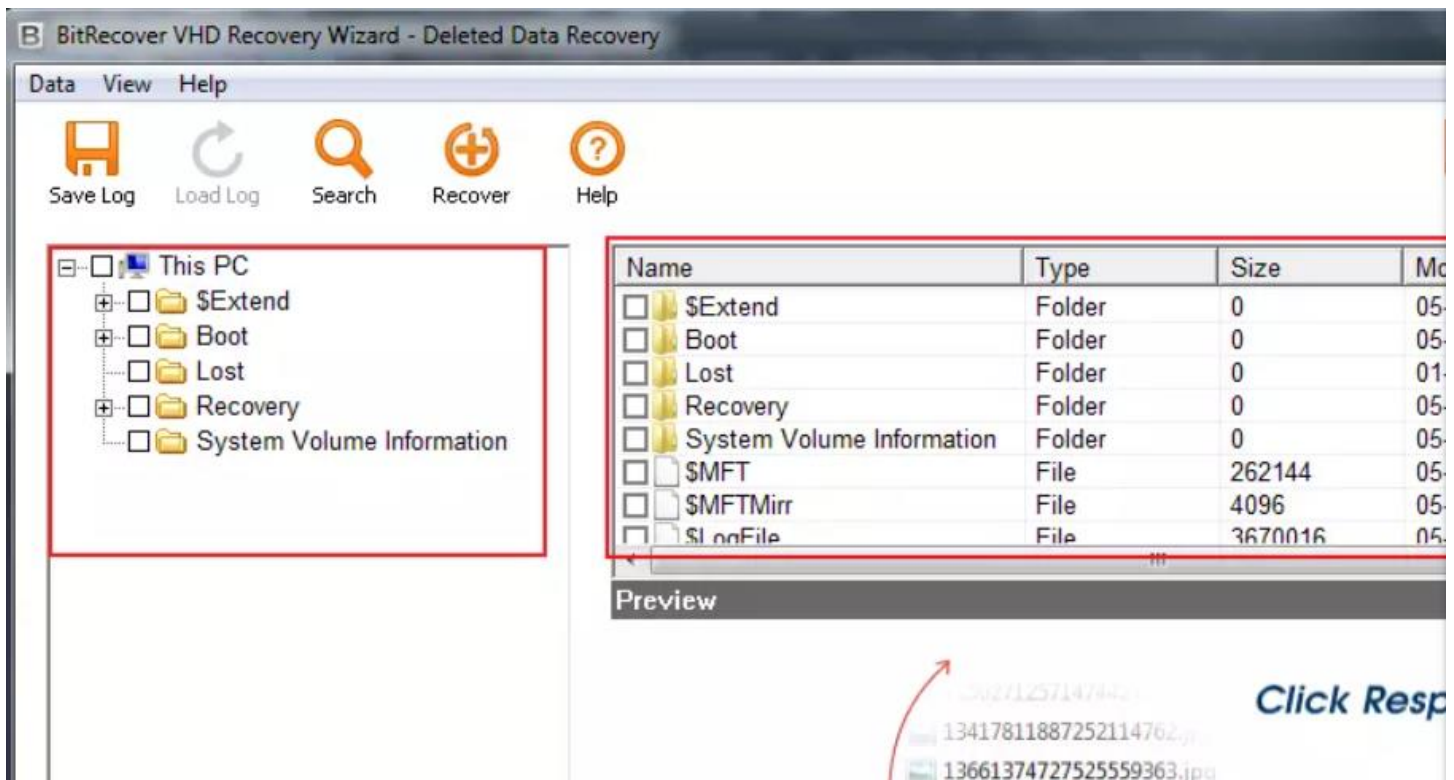 BitRecover VHD Recovery Wizard - Deleted Data Recovery
Data View Help
Save Log Load Log Search Recover Help
This PC
$Extend
Boot
Lost
Recovery
System Volume Information
Name Type Size
$Extend Folder 0
Boot Folder 0
Lost Folder 0
Recovery Folder 0
System Volume Information Folder 0
$MFT File 262144
$MFTMirr File 4096
$LogFile File 3670016
Preview
Click
13417811887252114762
13661374727525559363.jpg